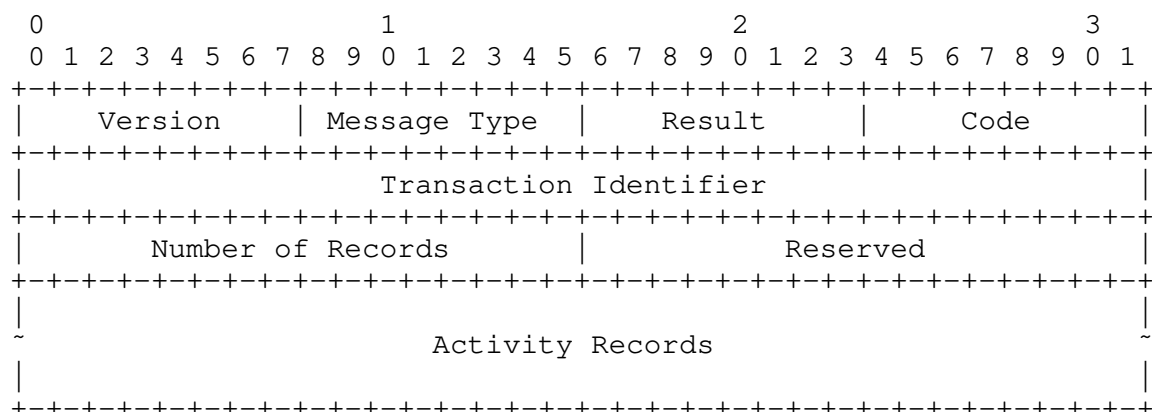 0                   1                   2                   3
 0 1 2 3 4 5 6 7 8 9 0 1 2 3 4 5 6 7 8 9 0 1 2 3 4 5 6 7 8 9 0 1
+-+-+-+-+-+-+-+-+-+-+-+-+-+-+-+-+-+-+-+-+-+-+-+-+-+-+-+-+-+-+-+-+
|    Version    | Message Type  |    Result     |     Code      |
+-+-+-+-+-+-+-+-+-+-+-+-+-+-+-+-+-+-+-+-+-+-+-+-+-+-+-+-+-+-+-+-+
|                    Transaction Identifier                     |
+-+-+-+-+-+-+-+-+-+-+-+-+-+-+-+-+-+-+-+-+-+-+-+-+-+-+-+-+-+-+-+-+
|       Number of Records       |           Reserved            |
+-+-+-+-+-+-+-+-+-+-+-+-+-+-+-+-+-+-+-+-+-+-+-+-+-+-+-+-+-+-+-+-+
|                                                               |
~                       Activity Records                        ~
|                                                               |
+-+-+-+-+-+-+-+-+-+-+-+-+-+-+-+-+-+-+-+-+-+-+-+-+-+-+-+-+-+-+-+-+